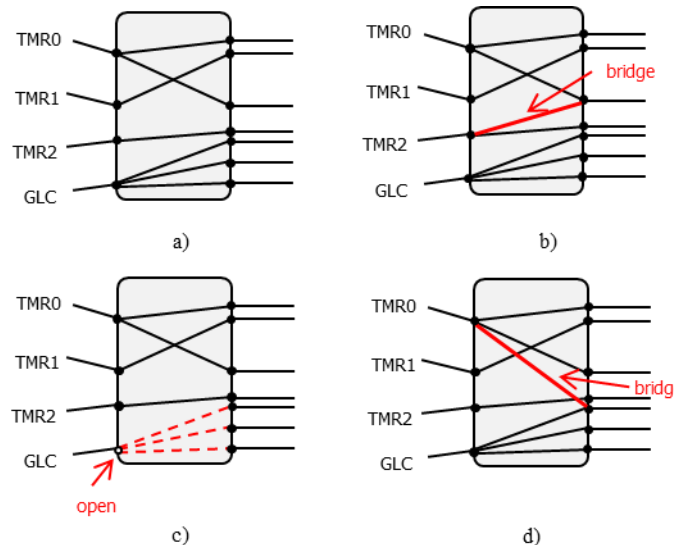 TMR0
TMR1
TMR2
GLC
a)
TMR0
bridge
TMR1
TMR2
GLC
b)
TMR0
TMR1
TMR2
GLC
open
c)
TMR0
TMR1
bridg
TMR2
GLC
d)